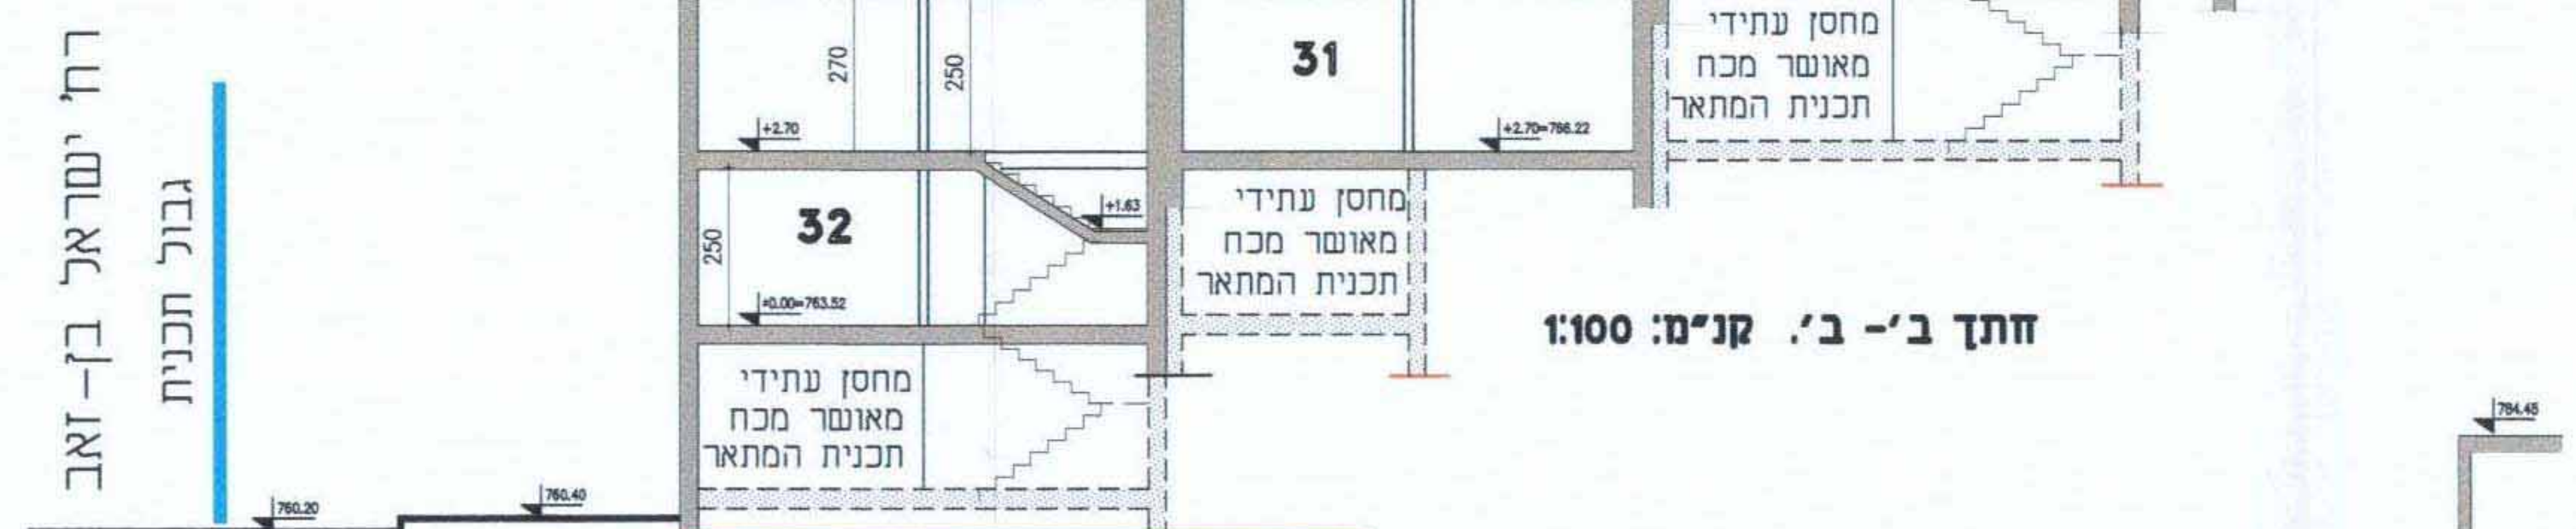 רח' ישראל בן-זאב
גבול תכנית
270
250
+2.70
31
+2.70=766.22
מחסן עתידי
מאושר מכח
תכנית המתאר
250
32
+1.63
±0.00=763.52
מחסן עתידי
מאושר מכח
תכנית המתאר
חתך ב'-ב'. קנ"מ: 1:100
מחסן עתידי
מאושר מכח
תכנית המתאר
760.20
760.40